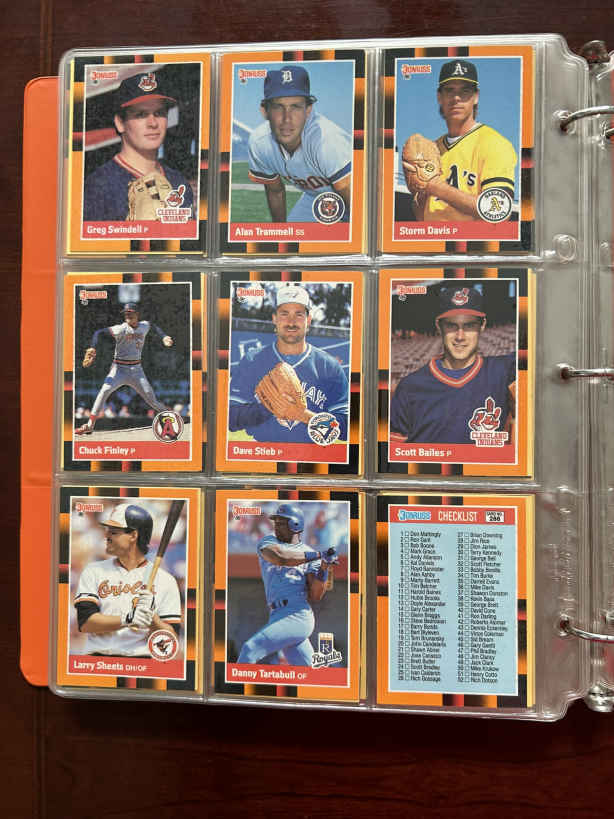 DONRUSS
CLEVELAND
INDIANS
Greg Swindell P
DONRUSS
Alan Trammell SS
DONRUSS
A's
Storm Davis P
DONRUSS
Chuck Finley P
DONRUSS
Dave Stieb P
DONRUSS
CLEVELAND
INDIANS
Scott Bailes P
DONRUSS
Orioles
Larry Sheets DH/OF
DONRUSS
Royals
Danny Tartabull OF
DONRUSS CHECKLIST
CARD NO.
1 Don Mattingly
2 Ron Gant
3 Bob Boone
4 Mark Grace
5 Andy Allanson
6 Kal Daniels
7 Floyd Bannister
8 Alan Ashby
9 Marty Barrett
10 Tim Belcher
11 Harold Baines
12 Hubie Brooks
13 Doyle Alexander
14 Gary Carter
15 Glenn Braggs
16 Steve Bedrosian
17 Barry Bonds
18 Bert Blyleven
19 Tom Brunansky
20 John Candelaria
21 Shawn Abner
22 Jose Canseco
23 Brett Butler
24 Scott Bradley
25 Ivan Calderon
26 Rich Gossage
27 Brian Downing
28 Jim Rice
29 Dion James
30 Terry Kennedy
31 George Bell
32 Scott Fletcher
33 Bobby Bonilla
34 Tim Burke
35 Darrell Evans
36 Mike Davis
37 Shawon Dunston
38 Kevin Bass
39 George Brett
40 David Cone
41 Ron Darling
42 Roberto Alomar
43 Dennis Eckersley
44 Vince Coleman
45 Sid Bream
46 Gary Gaetti
47 Phil Bradley
48 Jim Clancy
49 Jack Clark
50 Mike Krukow
51 Henry Cotto
52 Rich Dotson